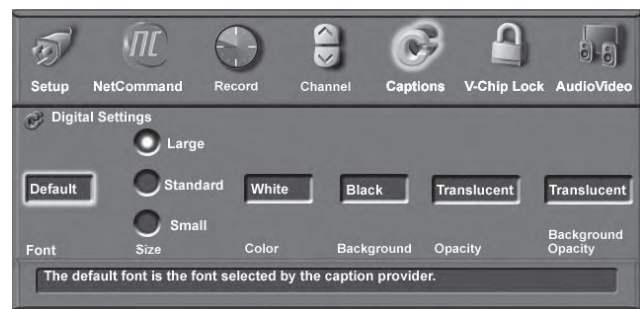 Setup NetCommand Record Channel Captions V-Chip Lock AudioVideo
Digital Settings
Large
Default Standard White Black Translucent Translucent
Small
Font Size Color Background Opacity Background Opacity
The default font is the font selected by the caption provider.